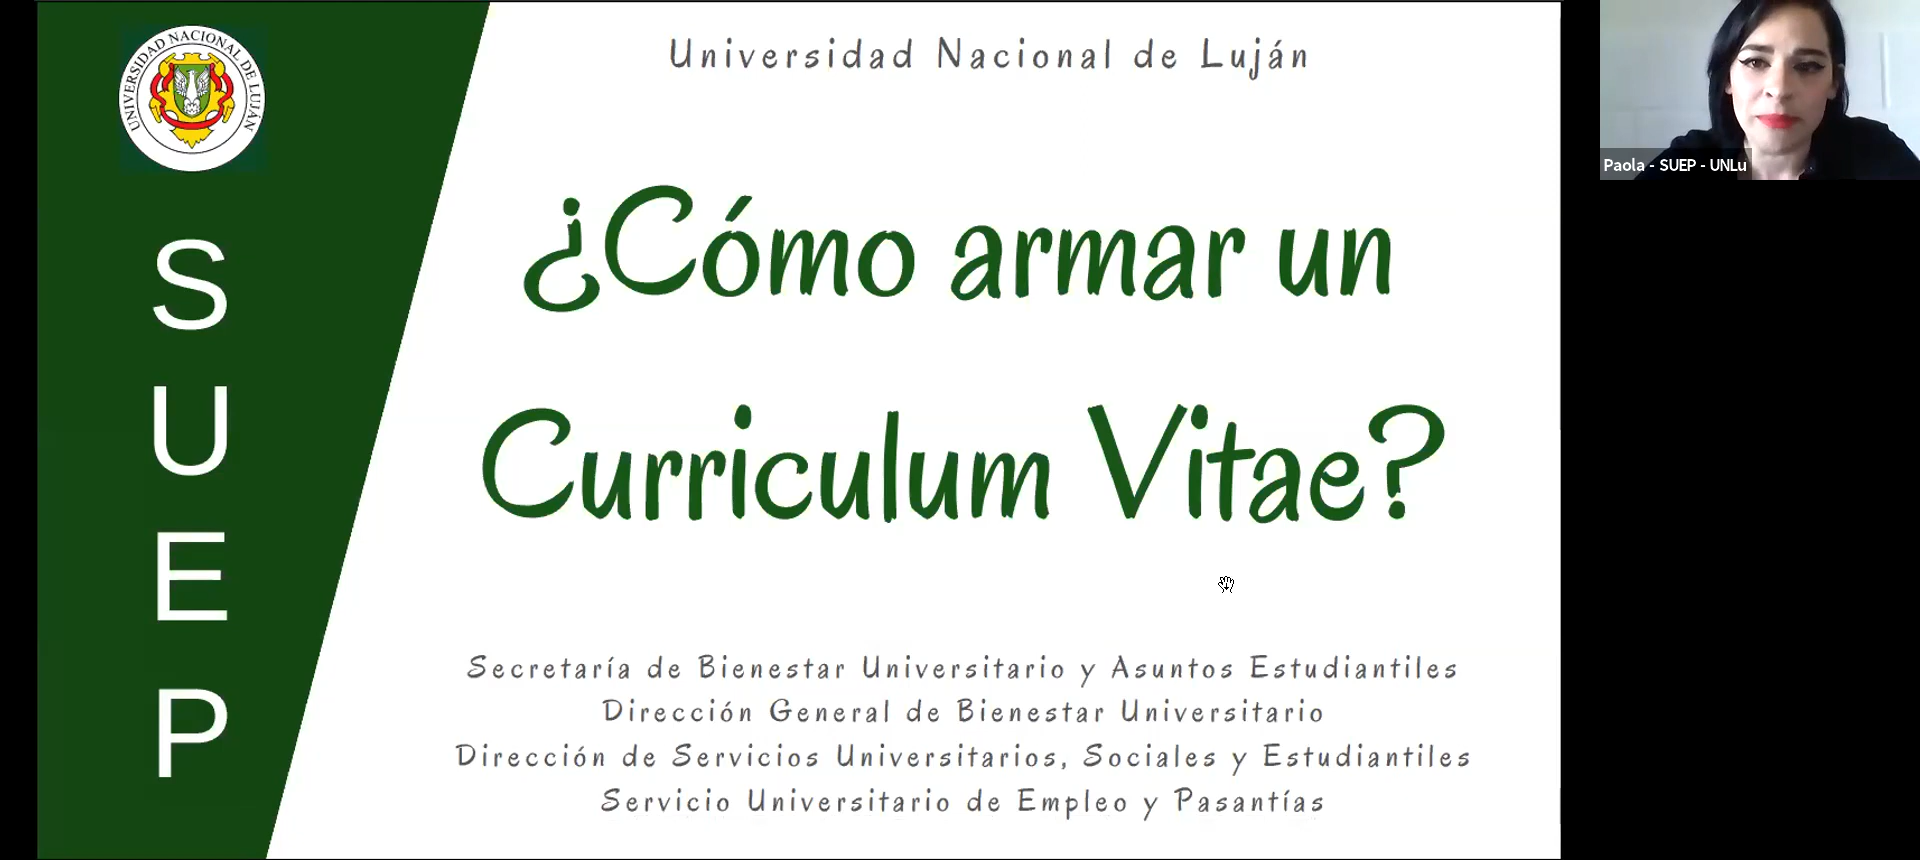 UNIVERSIDAD NACIONAL DE LUJÁN
S
U
E
P
Universidad Nacional de Luján
¿Cómo armar un
Curriculum Vitae?
Secretaría de Bienestar Universitario y Asuntos Estudiantiles
Dirección General de Bienestar Universitario
Dirección de Servicios Universitarios, Sociales y Estudiantiles
Servicio Universitario de Empleo y Pasantías
Paola - SUEP - UNLu